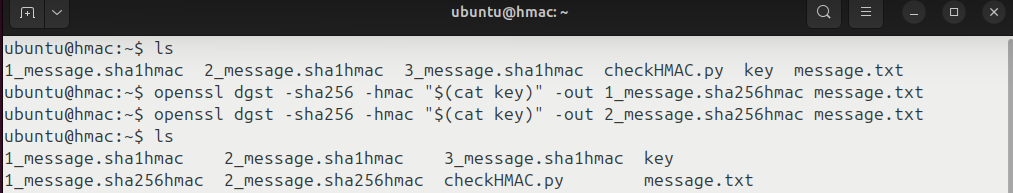 ubuntu@hmac: ~
ubuntu@hmac:~$ ls
1_message.sha1hmac  2_message.sha1hmac  3_message.sha1hmac  checkHMAC.py  key  message.txt
ubuntu@hmac:~$ openssl dgst -sha256 -hmac "$(cat key)" -out 1_message.sha256hmac message.txt
ubuntu@hmac:~$ openssl dgst -sha256 -hmac "$(cat key)" -out 2_message.sha256hmac message.txt
ubuntu@hmac:~$ ls
1_message.sha1hmac    2_message.sha1hmac    3_message.sha1hmac  key
1_message.sha256hmac  2_message.sha256hmac  checkHMAC.py        message.txt